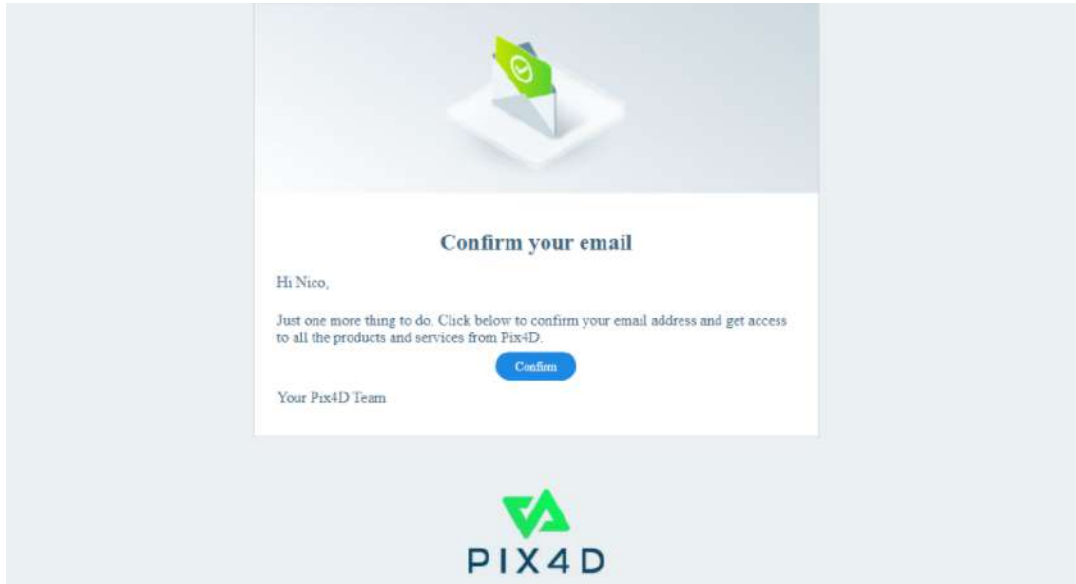 Confirm your email
Hi Nico,
Just one more thing to do. Click below to confirm your email address and get access
to all the products and services from Pix4D.
Confirm
Your Pix4D Team
PIX4D